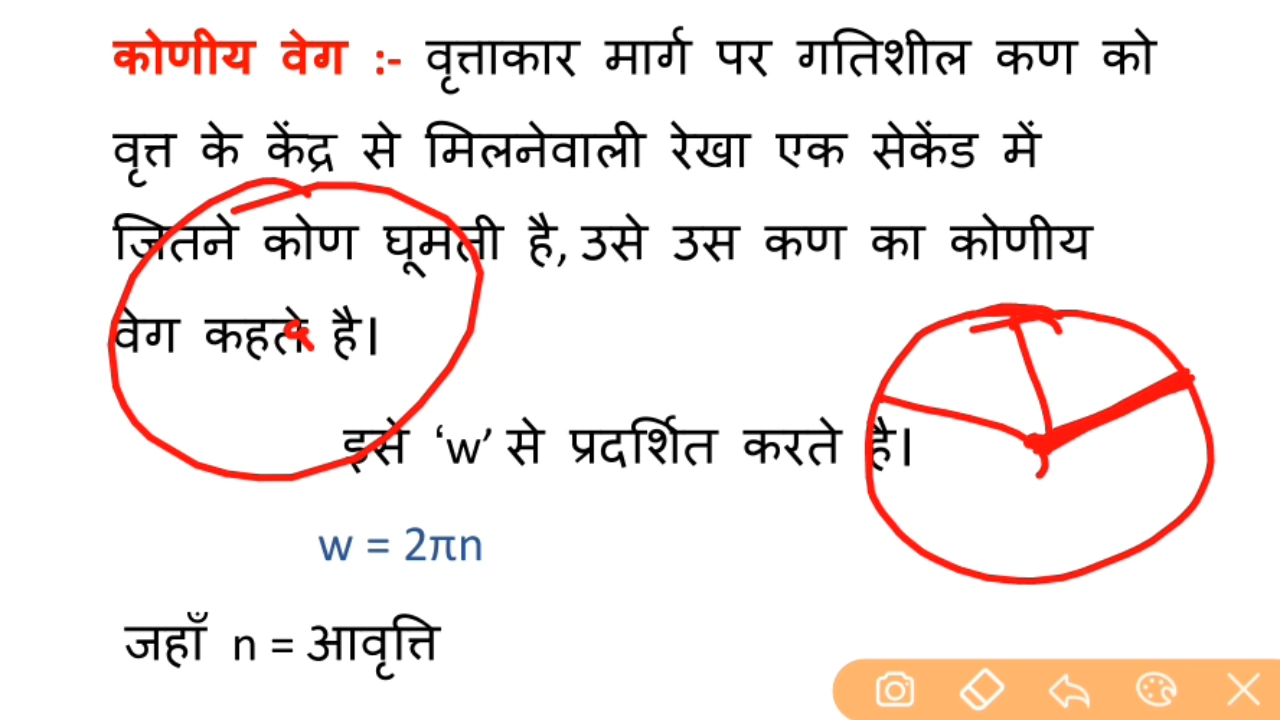 कोणीय वेग :- वृत्ताकार मार्ग पर गतिशील कण को
वृत्त के केंद्र से मिलनेवाली रेखा एक सेकेंड में
जितने कोण घूमती है, उसे उस कण का कोणीय
वेग कहते है।
इसे ‘w’ से प्रदर्शित करते है।
w = 2πn
जहाँ n = आवृत्ति